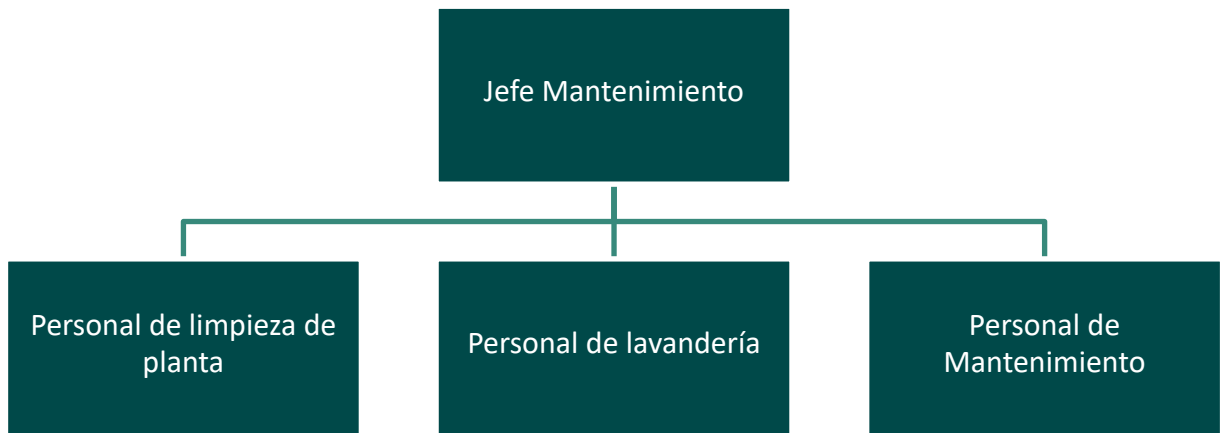 Jefe Mantenimiento
Personal de limpieza de
planta
Personal de lavandería
Personal de
Mantenimiento